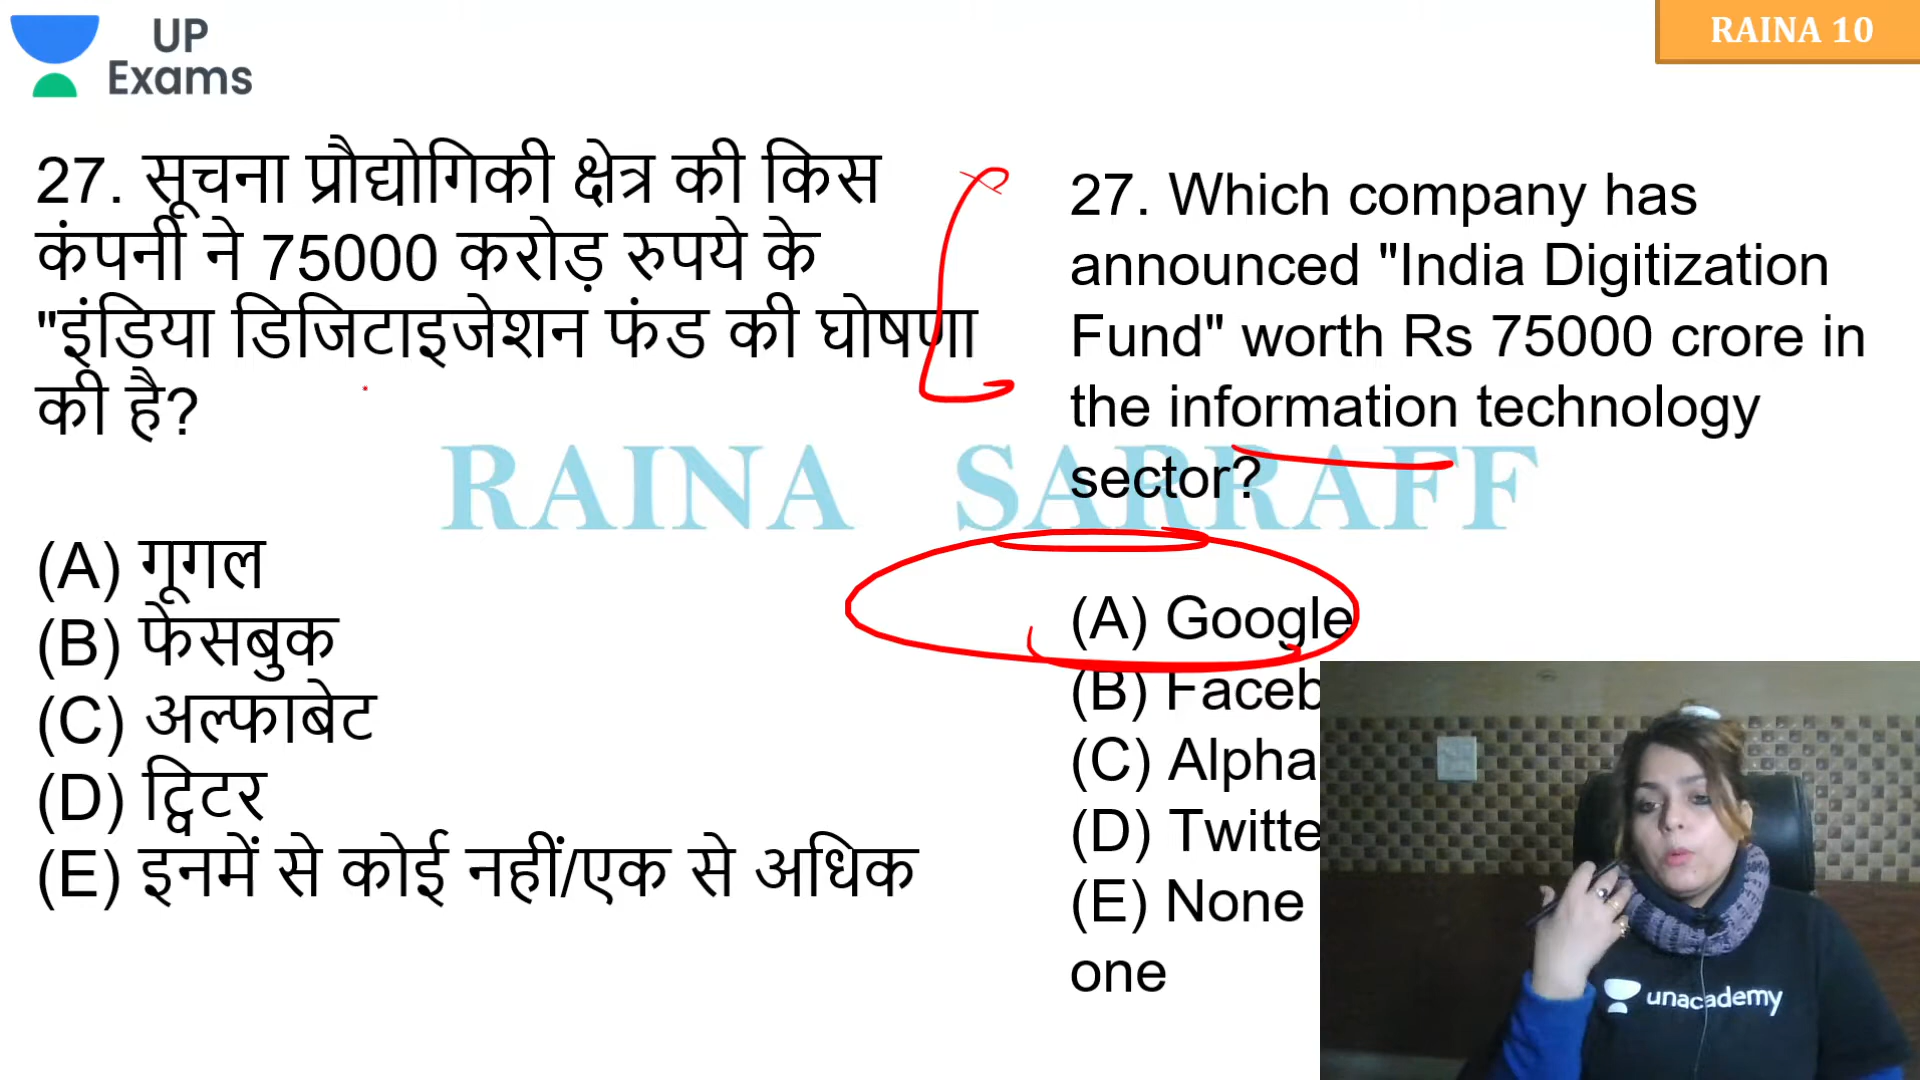 UP
Exams
RAINA 10
27. सूचना प्रौद्योगिकी क्षेत्र की किस
कंपनी ने 75000 करोड़ रुपये के
"इंडिया डिजिटाइजेशन फंड की घोषणा
की है?
(A) गूगल
(B) फेसबुक
(C) अल्फाबेट
(D) ट्विटर
(E) इनमें से कोई नहीं/एक से अधिक
27. Which company has
announced "India Digitization
Fund" worth Rs 75000 crore in
the information technology
sector?
RAINA SARRAFF
(A) Google
(B) Faceb
(C) Alpha
(D) Twitte
(E) None
one
unacademy